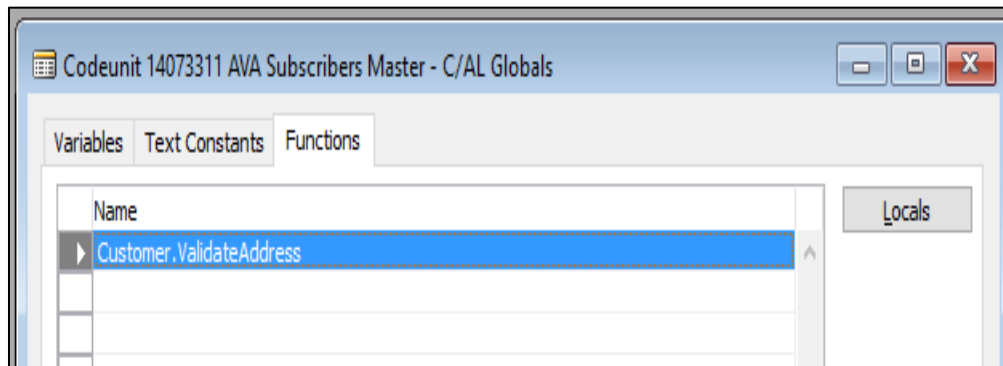 Codeunit 14073311 AVA Subscribers Master - C/AL Globals
Variables Text Constants Functions
Name
Locals
Customer.ValidateAddress